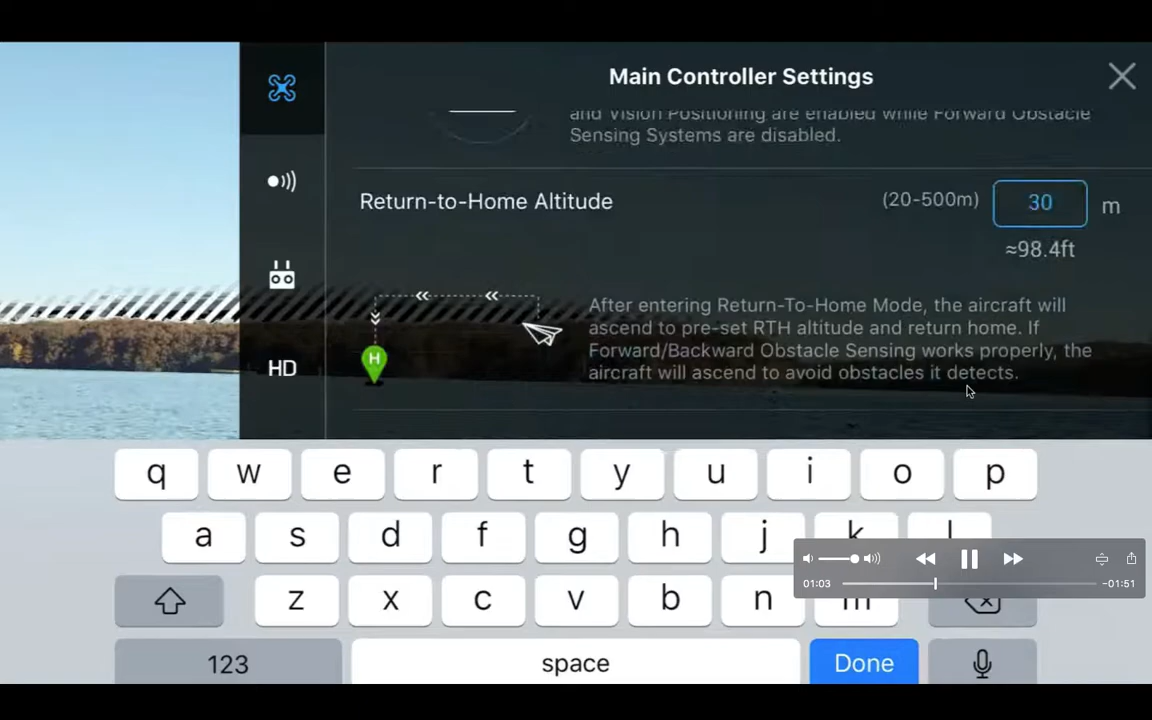 Main Controller Settings
and Vision Positioning are enabled while Forward Obstacle
Sensing Systems are disabled.
Return-to-Home Altitude
(20-500m)
30
m
≈98.4ft
HD
H
After entering Return-To-Home Mode, the aircraft will
ascend to pre-set RTH altitude and return home. If
Forward/Backward Obstacle Sensing works properly, the
aircraft will ascend to avoid obstacles it detects.
q w e r t y u i o p
a s d f g h j k l
z x c v b n m
01:03
−01:51
123
space
Done